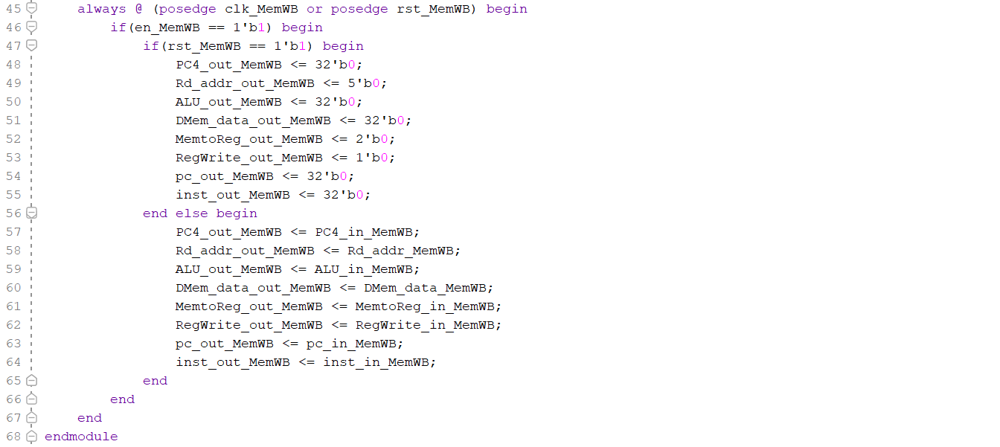 45 always @ (posedge clk_MemWB or posedge rst_MemWB) begin
46 if(en_MemWB == 1'b1) begin
47 if(rst_MemWB == 1'b1) begin
48 PC4_out_MemWB <= 32'b0;
49 Rd_addr_out_MemWB <= 5'b0;
50 ALU_out_MemWB <= 32'b0;
51 DMem_data_out_MemWB <= 32'b0;
52 MemtoReg_out_MemWB <= 2'b0;
53 RegWrite_out_MemWB <= 1'b0;
54 pc_out_MemWB <= 32'b0;
55 inst_out_MemWB <= 32'b0;
56 end else begin
57 PC4_out_MemWB <= PC4_in_MemWB;
58 Rd_addr_out_MemWB <= Rd_addr_MemWB;
59 ALU_out_MemWB <= ALU_in_MemWB;
60 DMem_data_out_MemWB <= DMem_data_MemWB;
61 MemtoReg_out_MemWB <= MemtoReg_in_MemWB;
62 RegWrite_out_MemWB <= RegWrite_in_MemWB;
63 pc_out_MemWB <= pc_in_MemWB;
64 inst_out_MemWB <= inst_in_MemWB;
65 end
66 end
67 end
68 endmodule